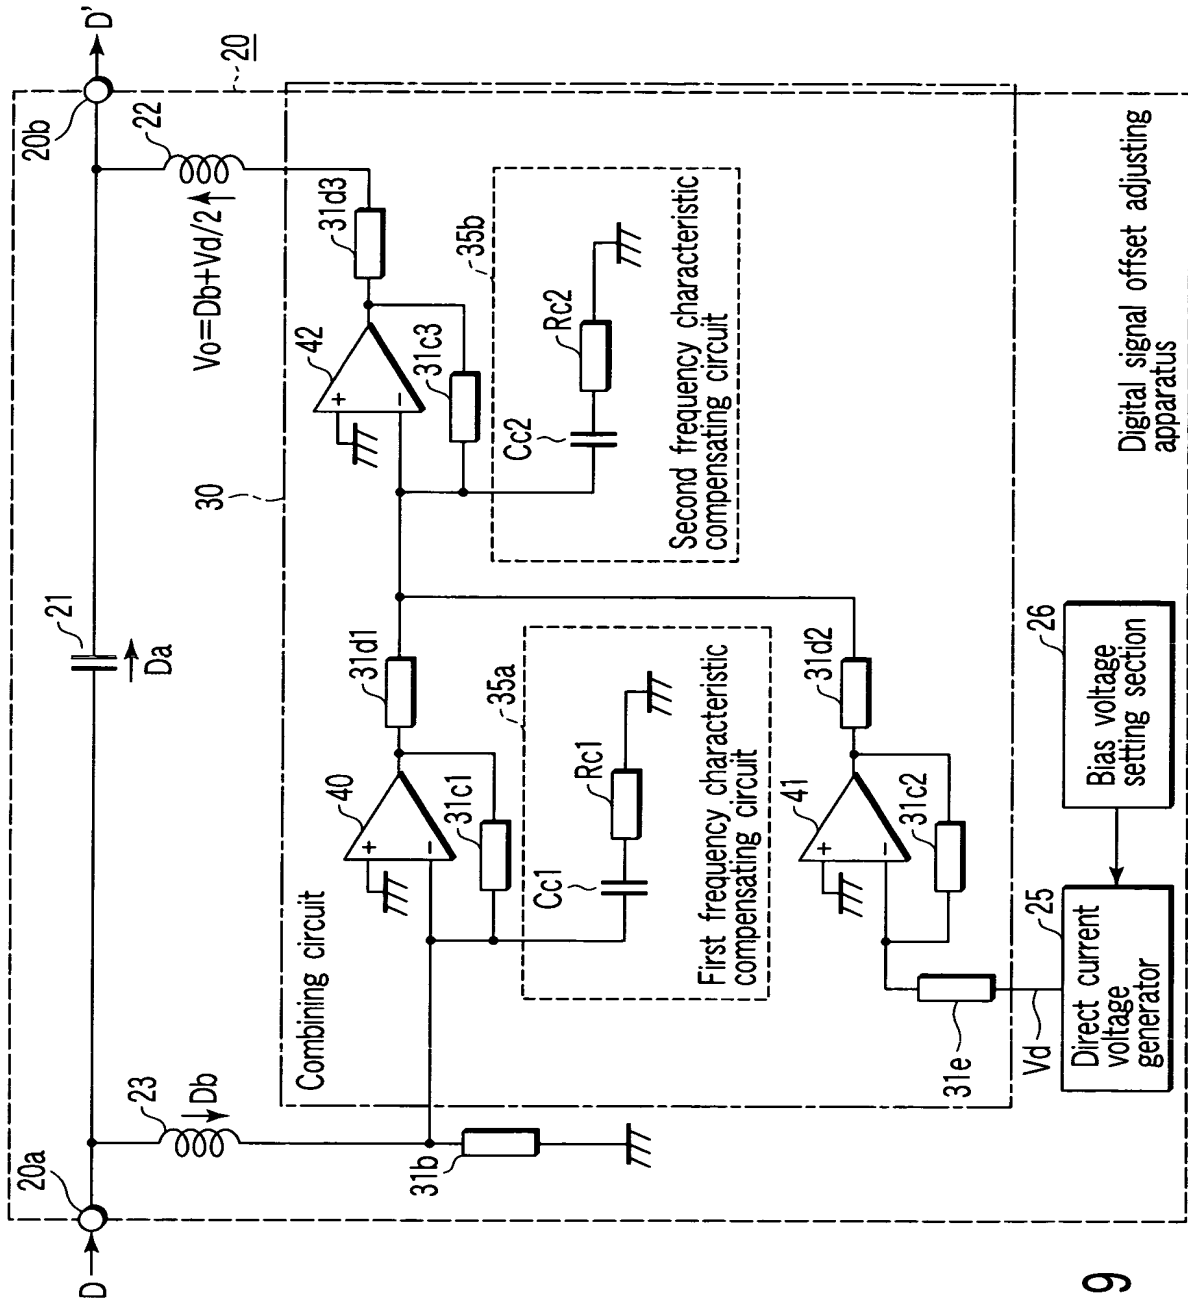 D
20a
21
Da
20b
D'
20
22
23
Db
Vo=Db+Vd/2
30
Combining circuit
31b
40
+
-
31c1
31d1
42
+
-
31c3
31d3
Cc1
Rc1
35a
First frequency characteristic
compensating circuit
Cc2
Rc2
35b
Second frequency characteristic
compensating circuit
41
+
-
31c2
31d2
31e
Vd
25
Direct current
voltage
generator
26
Bias voltage
setting section
Digital signal offset adjusting
apparatus
9